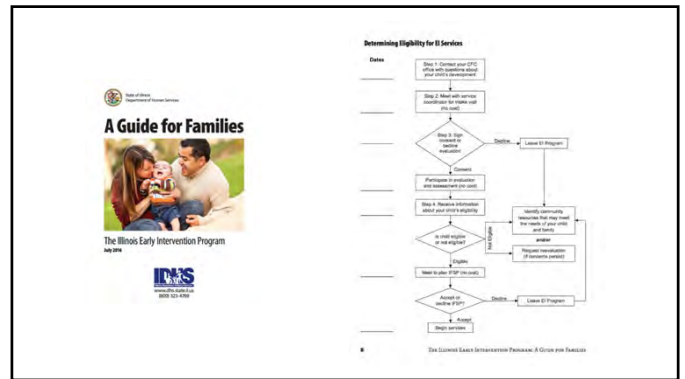 State of Illinois
Department of Human Services
A Guide for Families
The Illinois Early Intervention Program
July 2016
IDHS
www.dhs.state.il.us
(800) 323-4769
Determining Eligibility for EI Services
Dates
Step 1: Contact your CFC
office with questions about
your child's development
Step 2: Meet with service
coordinator for intake visit
(no cost)
Step 3: Sign
consent or
decline
evaluation
Decline
Leave EI Program
Consent
Participate in evaluation
and assessment (no cost)
Step 4: Receive information
about your child's eligibility
Is child eligible
or not eligible?
Not Eligible
Identify community
resources that may meet
the needs of your child
and family
and/or
Request reevaluation
(if concerns persist)
Eligible
Meet to plan IFSP (no cost)
Accept or
decline IFSP?
Decline
Leave EI Program
Accept
Begin services
8
The Illinois Early Intervention Program: A Guide for Families